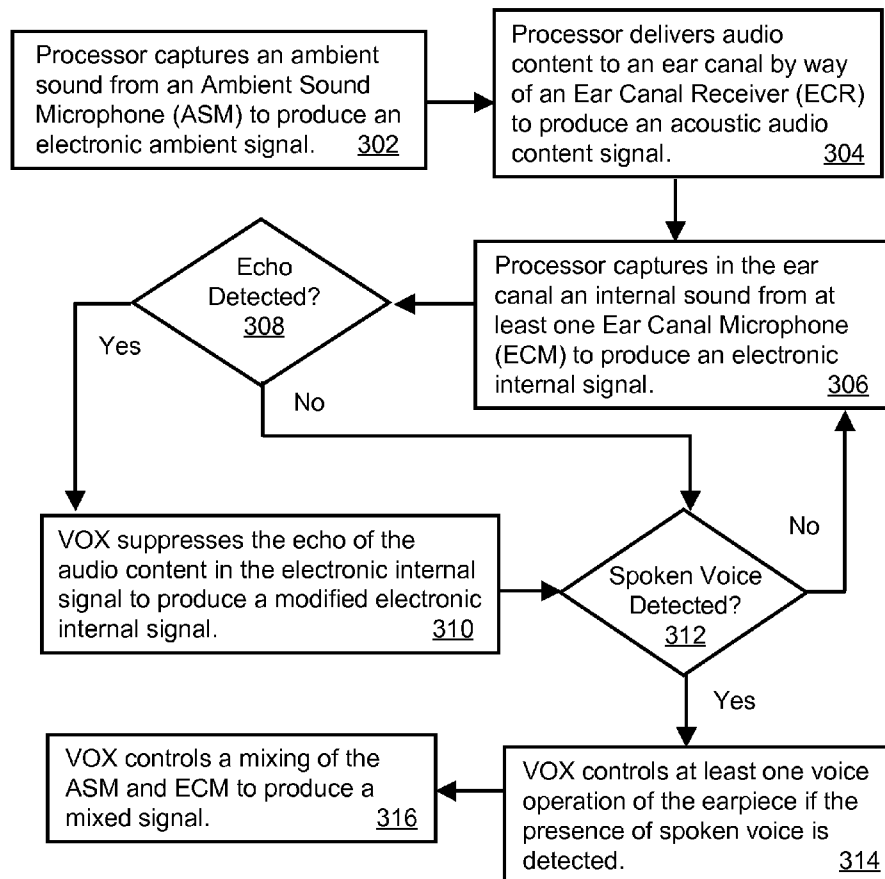 Processor captures an ambient
sound from an Ambient Sound
Microphone (ASM) to produce an
electronic ambient signal. 302
Processor delivers audio
content to an ear canal by way
of an Ear Canal Receiver (ECR)
to produce an acoustic audio
content signal. 304
Processor captures in the ear
canal an internal sound from at
least one Ear Canal Microphone
(ECM) to produce an electronic
internal signal. 306
Echo
Detected?
308
Yes
No
VOX suppresses the echo of the
audio content in the electronic internal
signal to produce a modified electronic
internal signal. 310
Spoken Voice
Detected?
312
No
Yes
VOX controls at least one voice
operation of the earpiece if the
presence of spoken voice is
detected. 314
VOX controls a mixing of the
ASM and ECM to produce a
mixed signal. 316